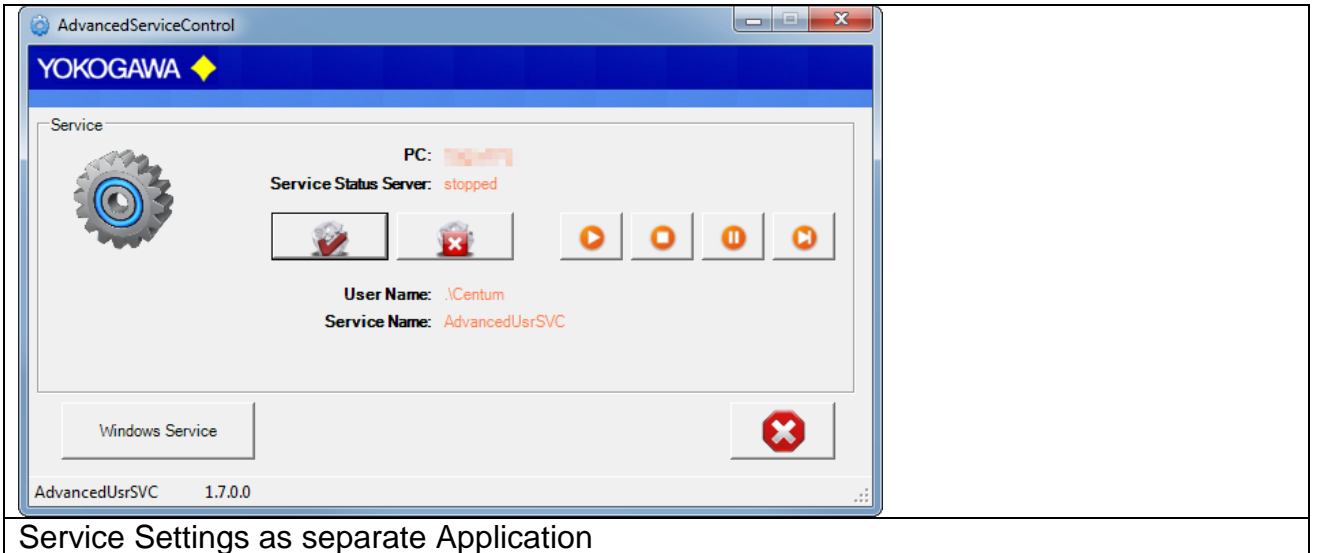 AdvancedServiceControl
YOKOGAWA
Service
PC:
Service Status Server: stopped
User Name: .\Centum
Service Name: AdvancedUsrSVC
Windows Service
AdvancedUsrSVC 1.7.0.0
Service Settings as separate Application